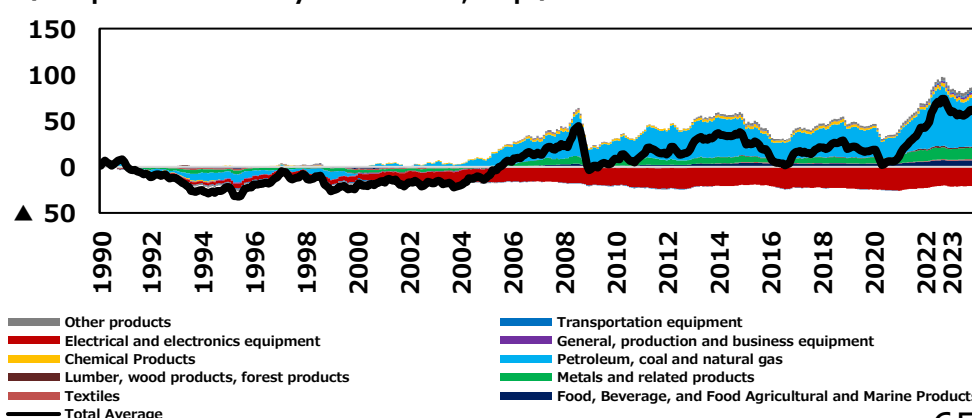 150
100
50
0
▲ 50
1990
1992
1994
1996
1998
2000
2002
2004
2006
2008
2010
2012
2014
2016
2018
2020
2022
2023
Other products
Transportation equipment
Electrical and electronics equipment
General, production and business equipment
Chemical Products
Petroleum, coal and natural gas
Lumber, wood products, forest products
Metals and related products
Textiles
Food, Beverage, and Food Agricultural and Marine Products
Total Average